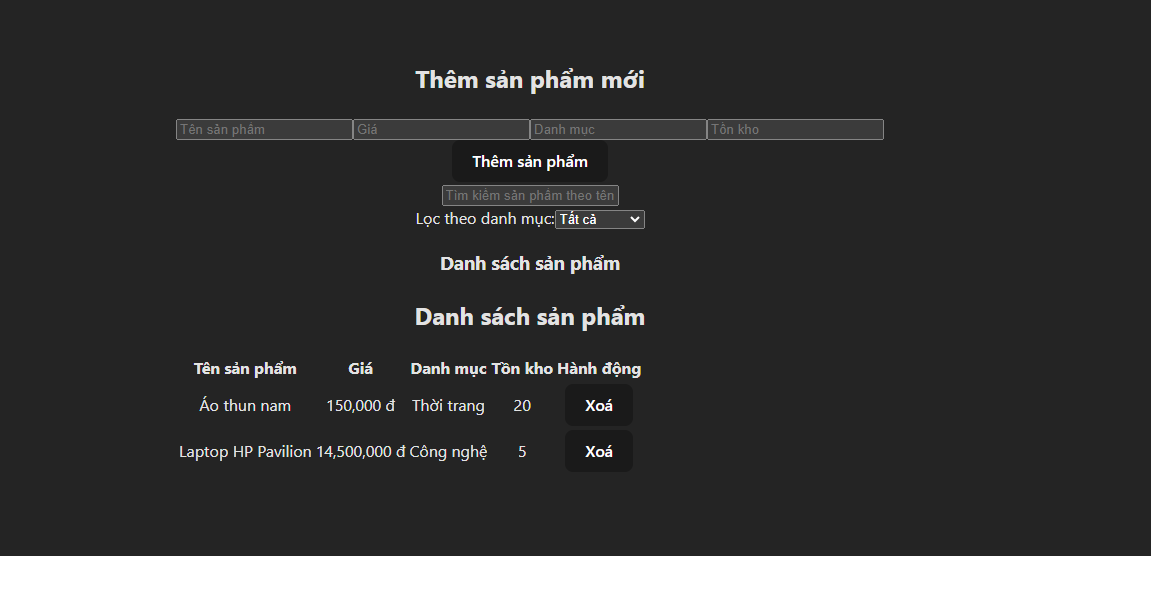 Thêm sản phẩm mới
Tên sản phẩm Giá Danh mục Tồn kho
Thêm sản phẩm
Tìm kiếm sản phẩm theo tên
Lọc theo danh mục: Tất cả
Danh sách sản phẩm
Danh sách sản phẩm
Tên sản phẩm Giá Danh mục Tồn kho Hành động
Áo thun nam 150,000 đ Thời trang 20 Xoá
Laptop HP Pavilion 14,500,000 đ Công nghệ 5 Xoá